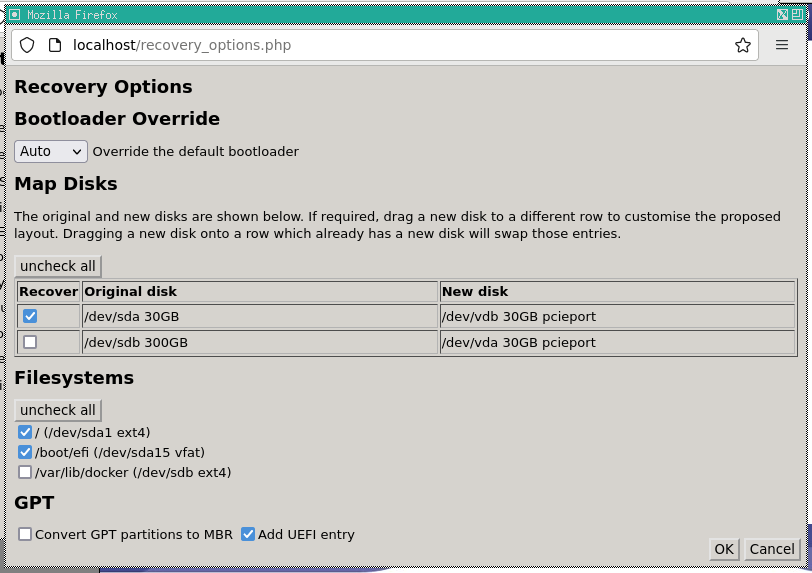 Mozilla Firefox
localhost/recovery_options.php
Recovery Options
Bootloader Override
Auto Override the default bootloader
Map Disks
The original and new disks are shown below. If required, drag a new disk to a different row to customise the proposed
layout. Dragging a new disk onto a row which already has a new disk will swap those entries.
uncheck all
Recover Original disk New disk
/dev/sda 30GB /dev/vdb 30GB pcieport
/dev/sdb 300GB /dev/vda 30GB pcieport
Filesystems
uncheck all
/ (/dev/sda1 ext4)
/boot/efi (/dev/sda15 vfat)
/var/lib/docker (/dev/sdb ext4)
GPT
Convert GPT partitions to MBR Add UEFI entry
OK Cancel